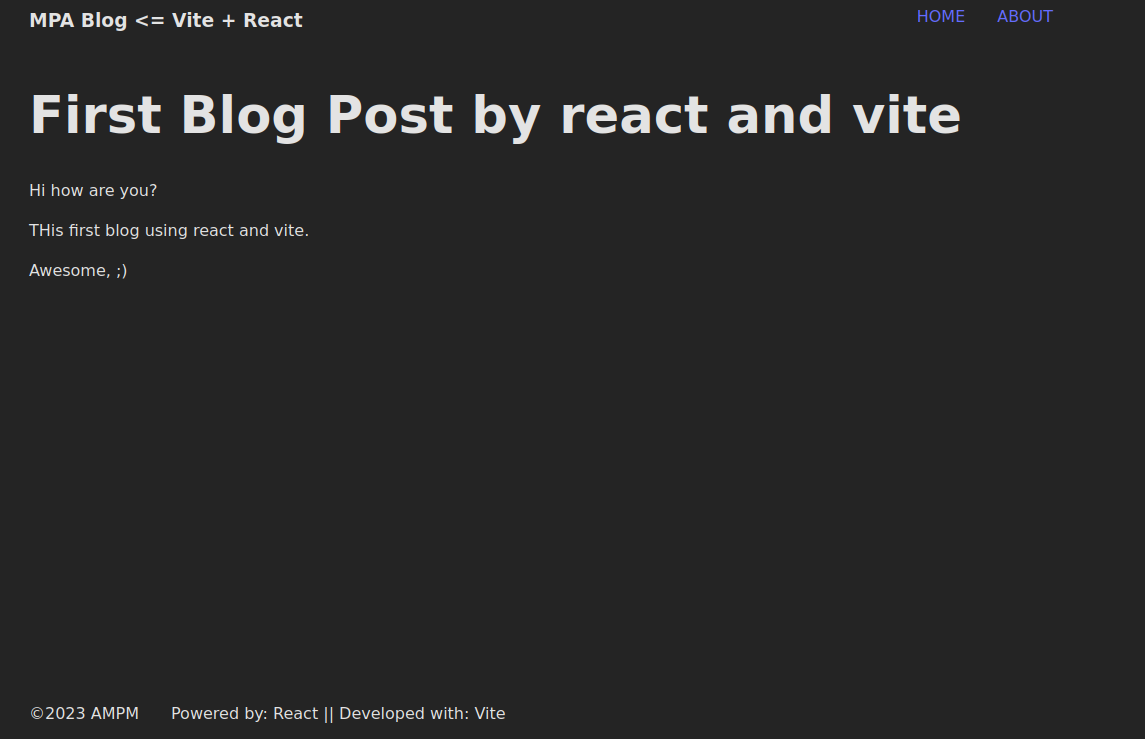 MPA Blog <= Vite + React HOME ABOUT
First Blog Post by react and vite
Hi how are you?
THis first blog using react and vite.
Awesome, ;)
©2023 AMPM Powered by: React || Developed with: Vite